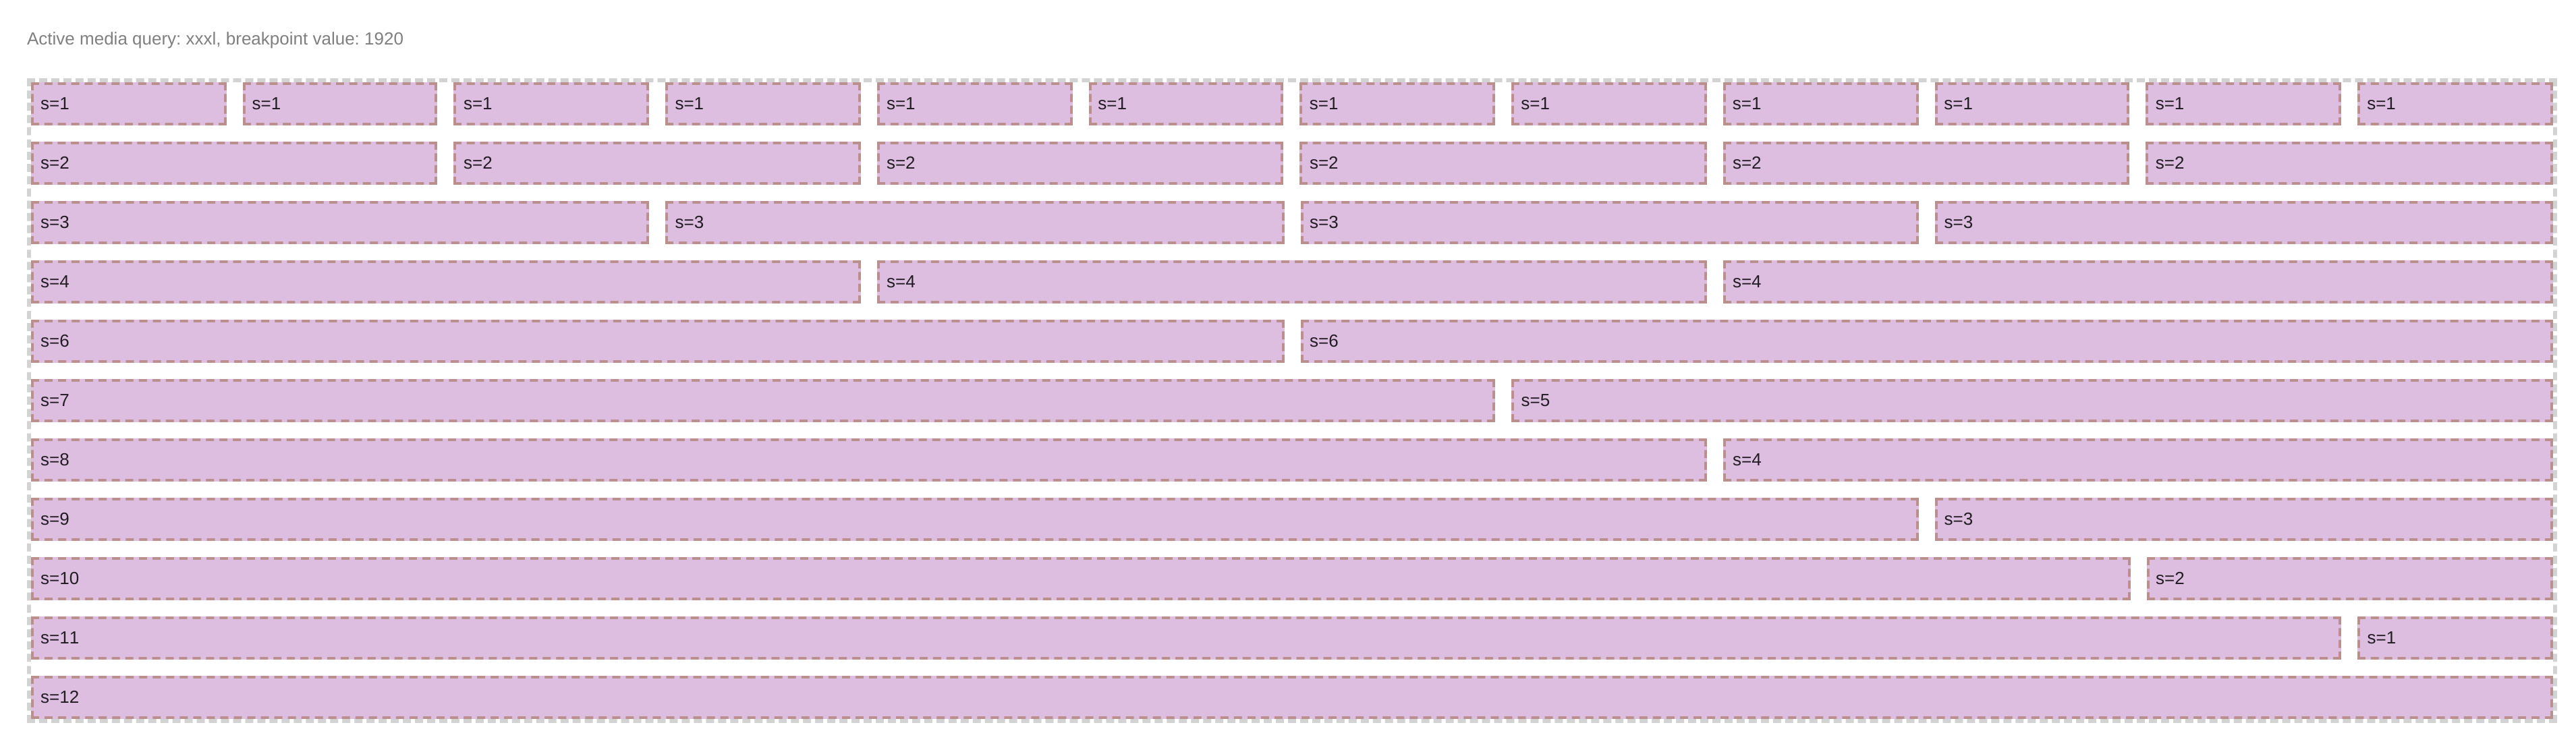 Active media query: xxxl, breakpoint value: 1920
s=1 s=1 s=1 s=1 s=1 s=1 s=1 s=1 s=1 s=1 s=1 s=1
s=2 s=2 s=2 s=2 s=2 s=2
s=3 s=3 s=3 s=3
s=4 s=4 s=4
s=6 s=6
s=7 s=5
s=8 s=4
s=9 s=3
s=10 s=2
s=11 s=1
s=12